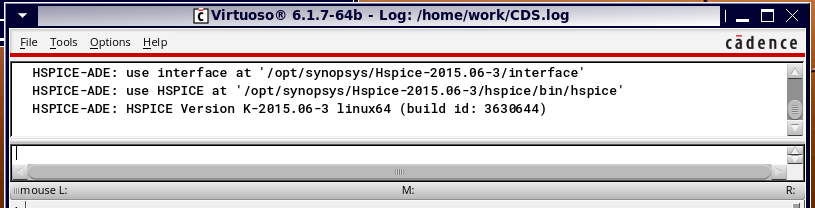 Virtuoso® 6.1.7-64b - Log: /home/work/CDS.log
File Tools Options Help cādence
HSPICE-ADE: use interface at '/opt/synopsys/Hspice-2015.06-3/interface'
HSPICE-ADE: use HSPICE at '/opt/synopsys/Hspice-2015.06-3/hspice/bin/hspice'
HSPICE-ADE: HSPICE Version K-2015.06-3 linux64 (build id: 3630644)
mouse L: M: R: